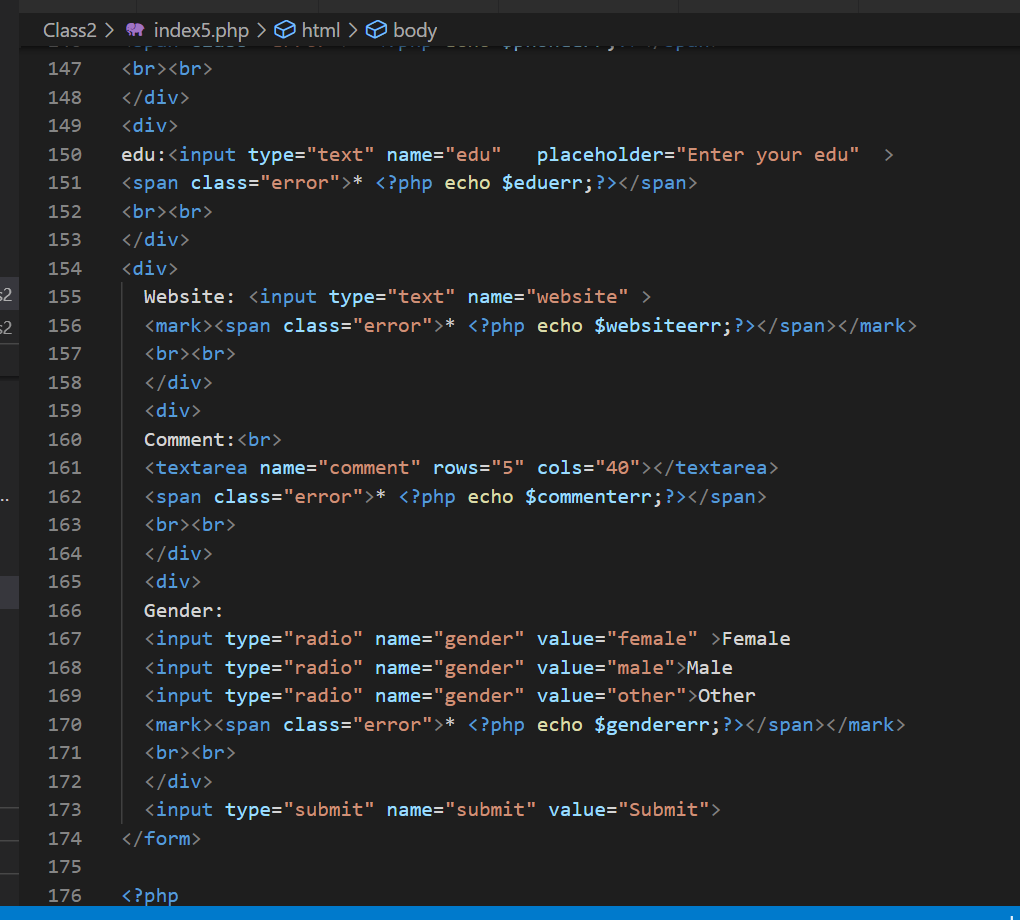 Class2 > index5.php > html > body
147 <br><br>
148 </div>
149 <div>
150 edu:<input type="text" name="edu"   placeholder="Enter your edu"  >
151 <span class="error">* <?php echo $eduerr;?></span>
152 <br><br>
153 </div>
154 <div>
155   Website: <input type="text" name="website" >
156   <mark><span class="error">* <?php echo $websiteerr;?></span></mark>
157   <br><br>
158   </div>
159   <div>
160   Comment:<br>
161   <textarea name="comment" rows="5" cols="40"></textarea>
162   <span class="error">* <?php echo $commenterr;?></span>
163   <br><br>
164   </div>
165   <div>
166   Gender:
167   <input type="radio" name="gender" value="female" >Female
168   <input type="radio" name="gender" value="male">Male
169   <input type="radio" name="gender" value="other">Other
170   <mark><span class="error">* <?php echo $gendererr;?></span></mark>
171   <br><br>
172   </div>
173   <input type="submit" name="submit" value="Submit">
174 </form>
175
176 <?php